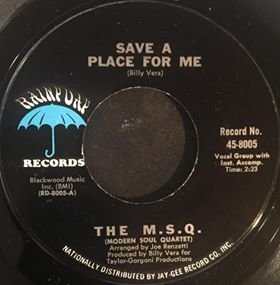 SAVE A
PLACE FOR ME
(Billy Vera)
RAINY DAY
RECORDS
Record No.
45-8005
Vocal Group with
Inst. Accomp.
Time: 2:23
Blackwood Music
Inc. (BMI)
(RD-8005-A)
THE M.S.Q.
(MODERN SOUL QUARTET)
Arranged by Joe Renzetti
Produced by Billy Vera for
Taylor-Gorgoni Productions
NATIONALLY DISTRIBUTED BY JAY-GEE RECORD CO. INC.